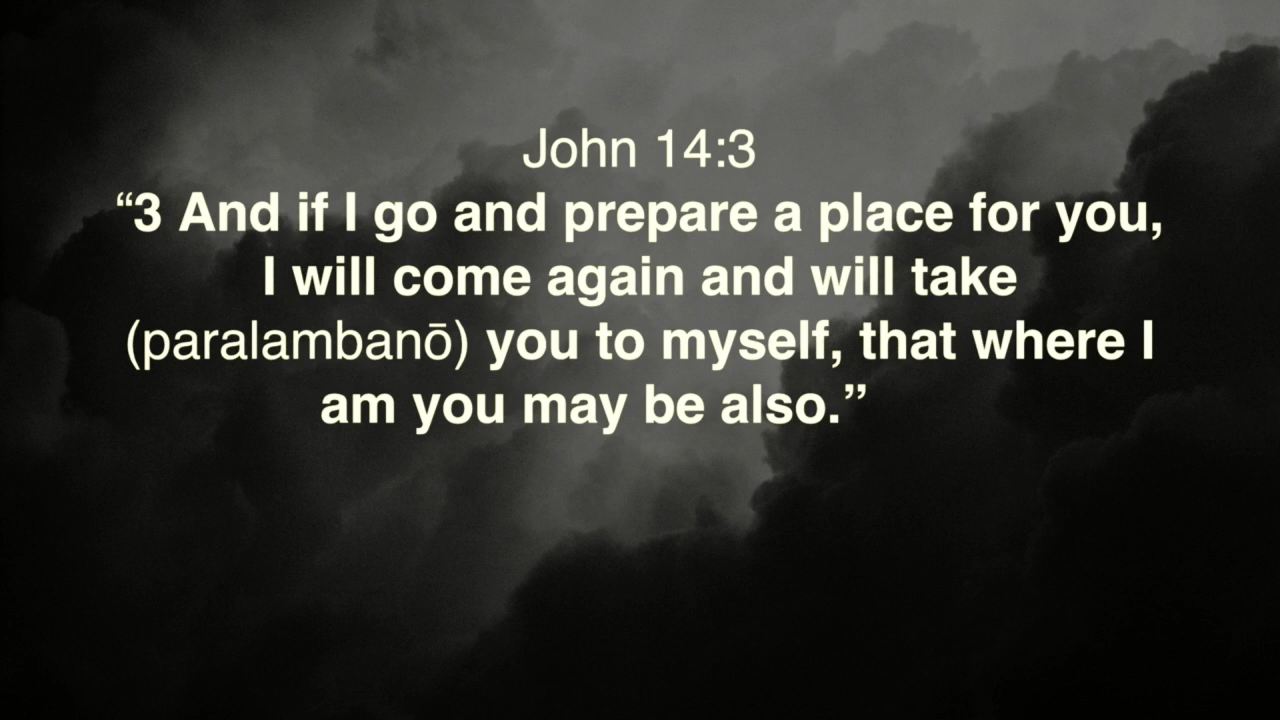 John 14:3
“3 And if I go and prepare a place for you,
I will come again and will take
(paralambanō) you to myself, that where I
am you may be also.”